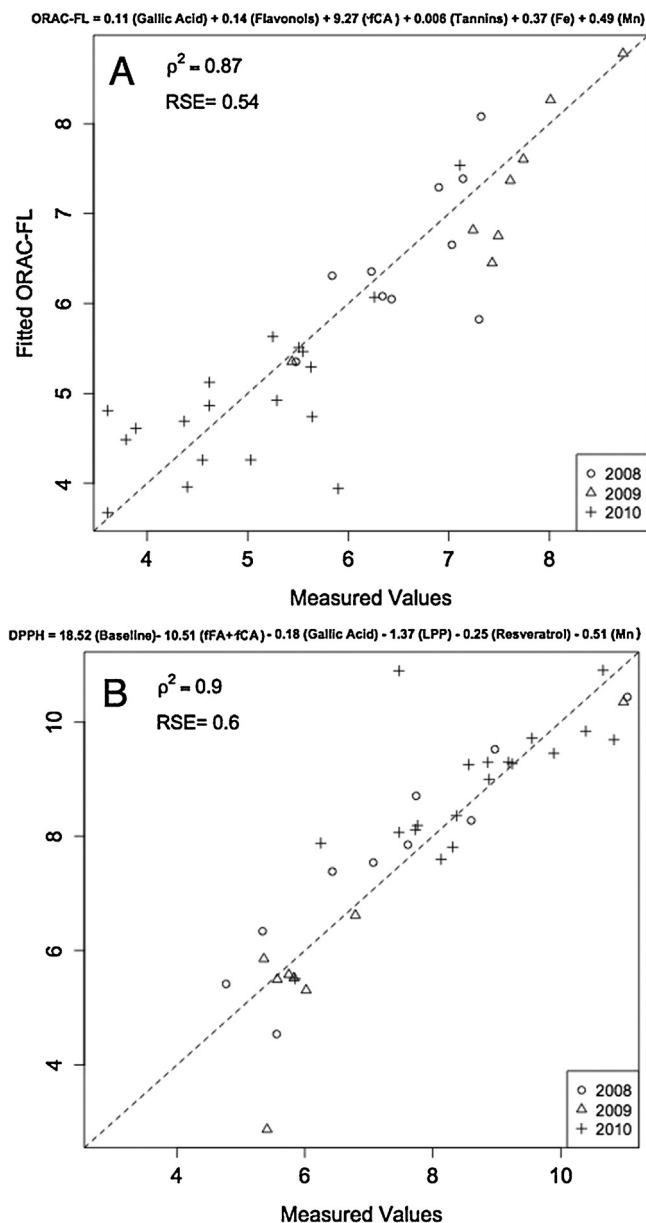 ORAC-FL = 0.11 (Gallic Acid) + 0.14 (Flavonols) + 9.27 (fCA) + 0.006 (Tannins) + 0.37 (Fe) + 0.49 (Mn)
A
ρ² = 0.87
RSE= 0.54
8
7
6
5
4
Fitted ORAC-FL
2008
2009
2010
4 5 6 7 8
Measured Values
DPPH = 18.52 (Baseline)- 10.51 (fFA+fCA) - 0.18 (Gallic Acid) - 1.37 (LPP) - 0.25 (Resveratrol) - 0.51 (Mn)
B
ρ² = 0.9
RSE= 0.6
10
8
6
4
2008
2009
2010
4 6 8 10
Measured Values